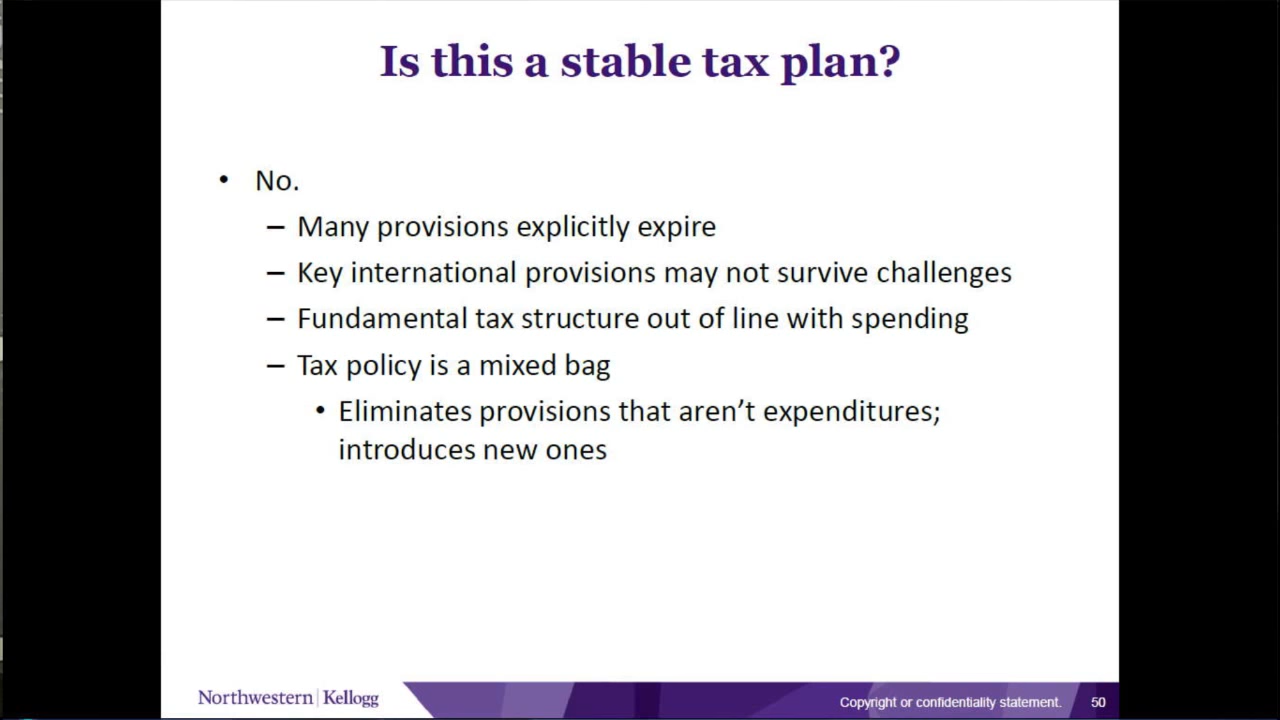 Is this a stable tax plan?
• No.
– Many provisions explicitly expire
– Key international provisions may not survive challenges
– Fundamental tax structure out of line with spending
– Tax policy is a mixed bag
• Eliminates provisions that aren’t expenditures;
introduces new ones
Northwestern | Kellogg
Copyright or confidentiality statement. 50